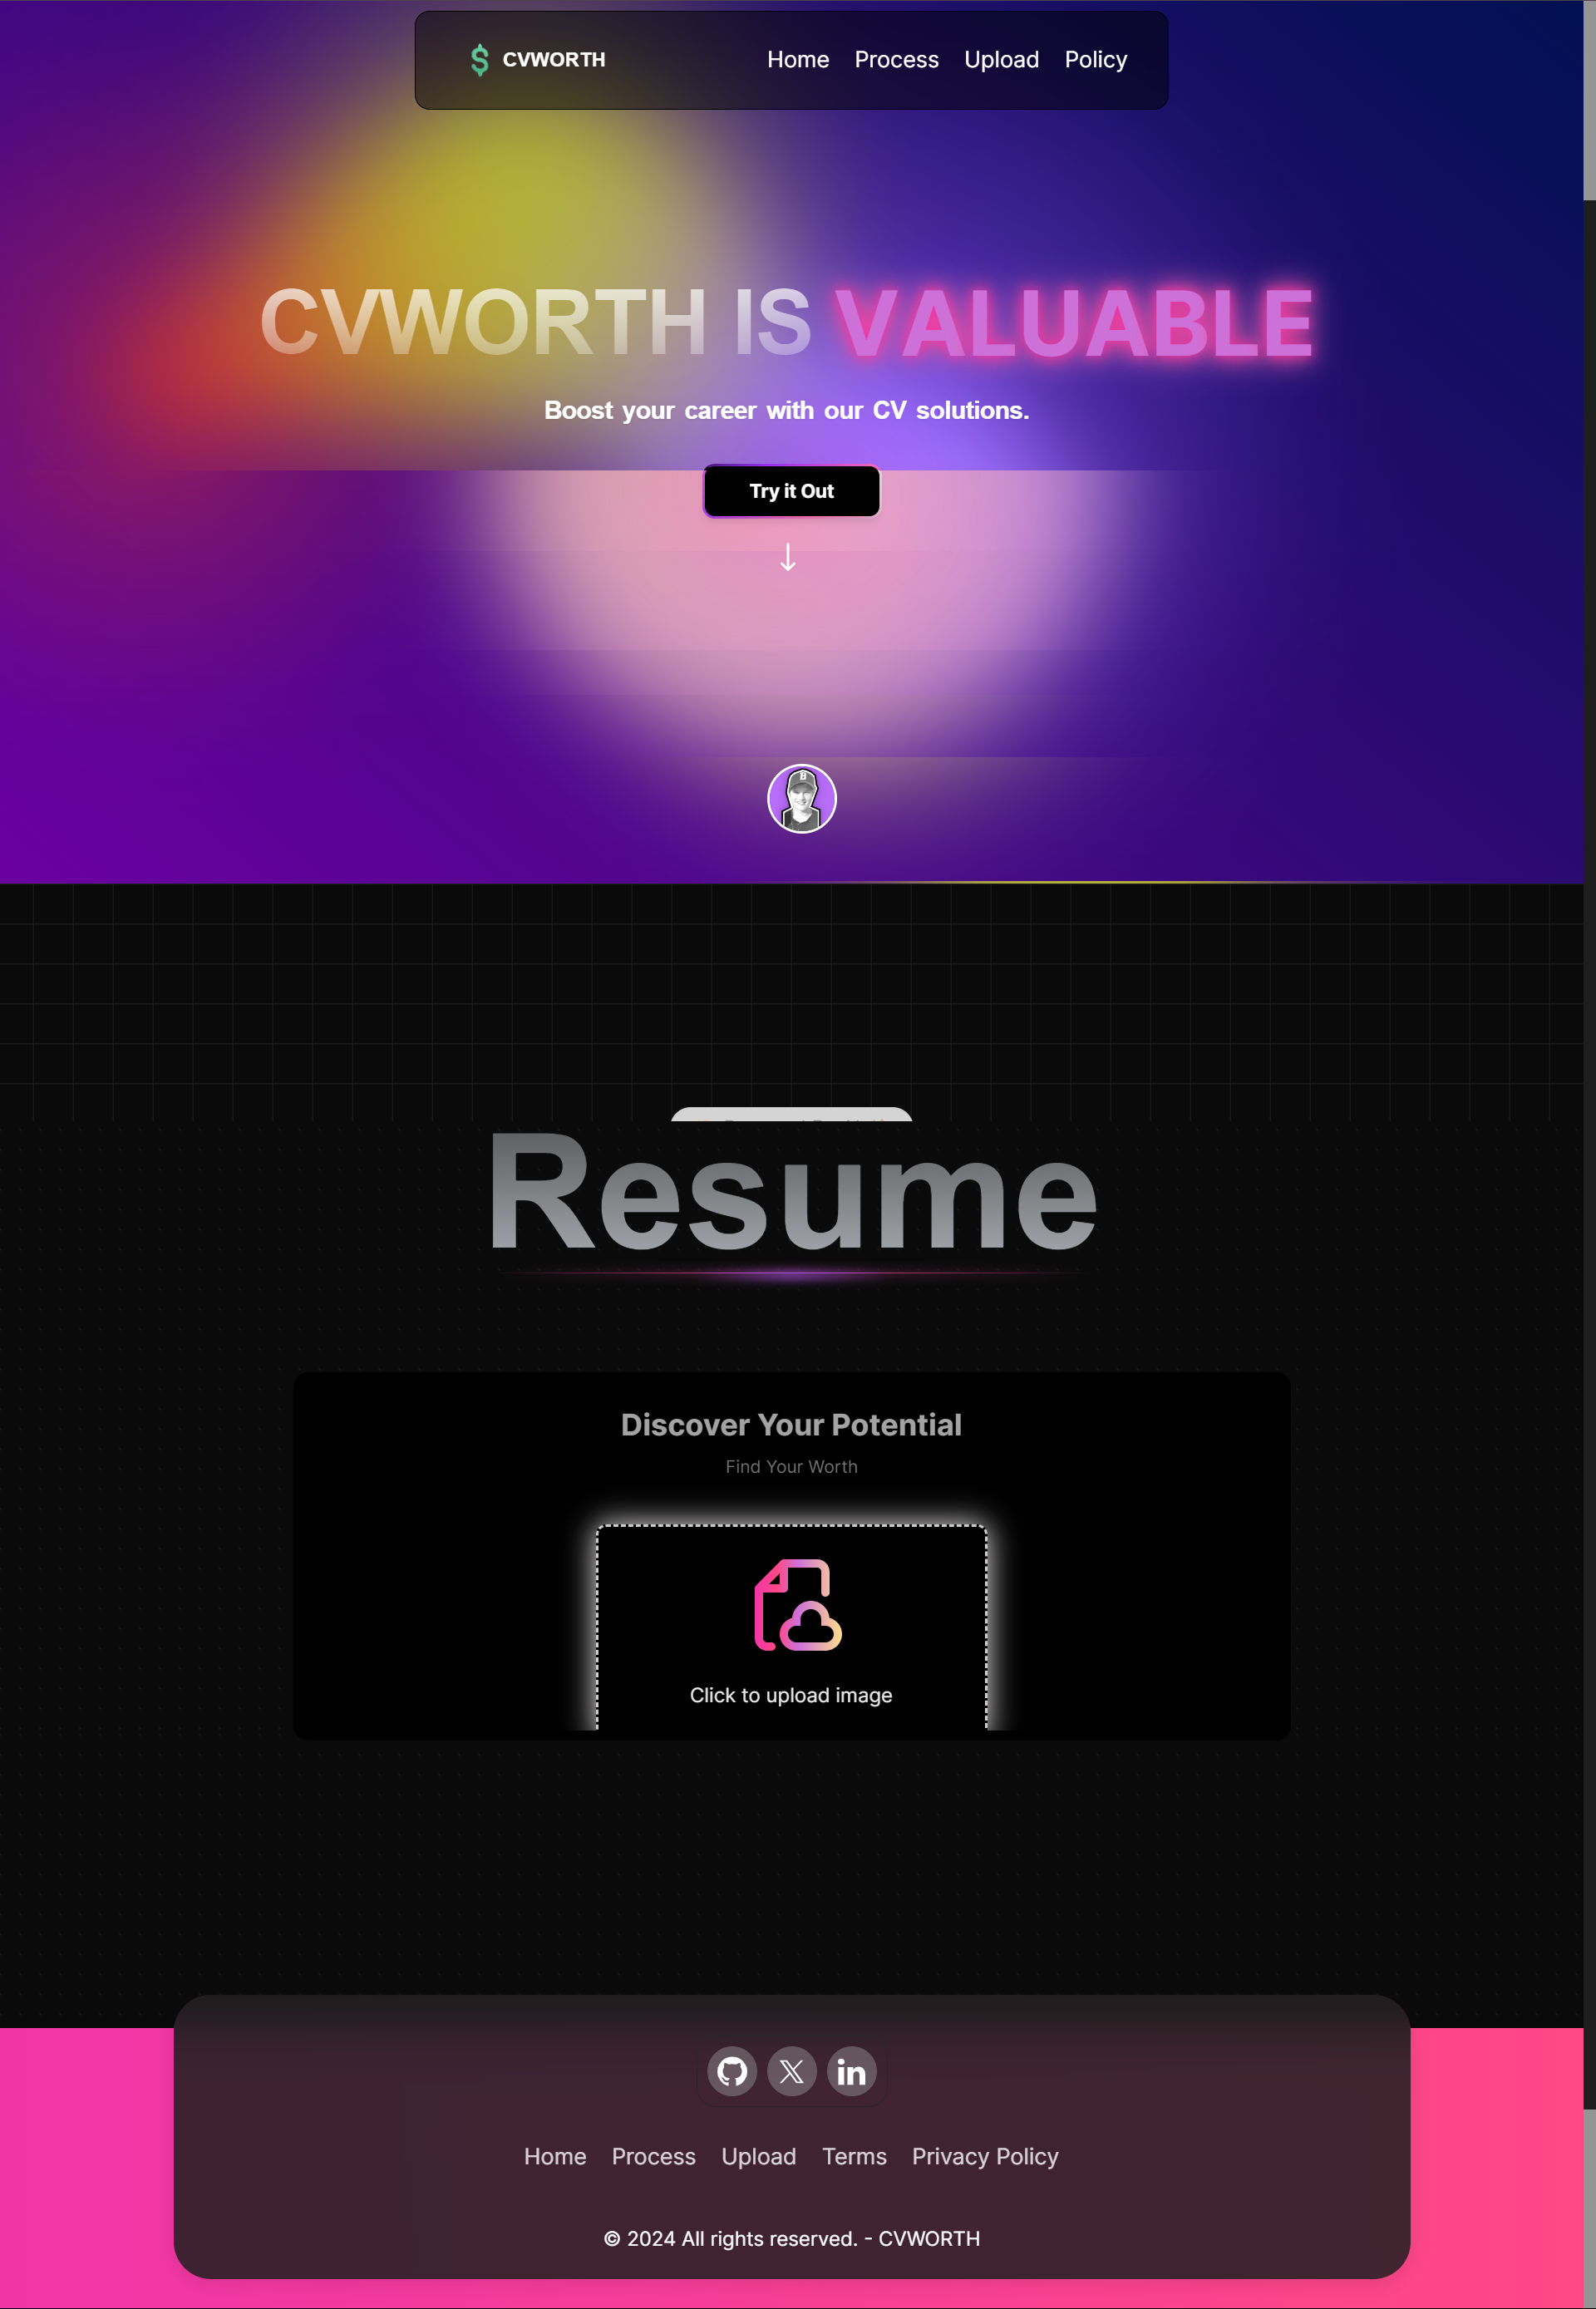 CVWORTH
Home Process Upload Policy
CVWORTH IS VALUABLE
Boost your career with our CV solutions.
Try it Out
Resume
Discover Your Potential
Find Your Worth
Click to upload image
Home Process Upload Terms Privacy Policy
© 2024 All rights reserved. - CVWORTH